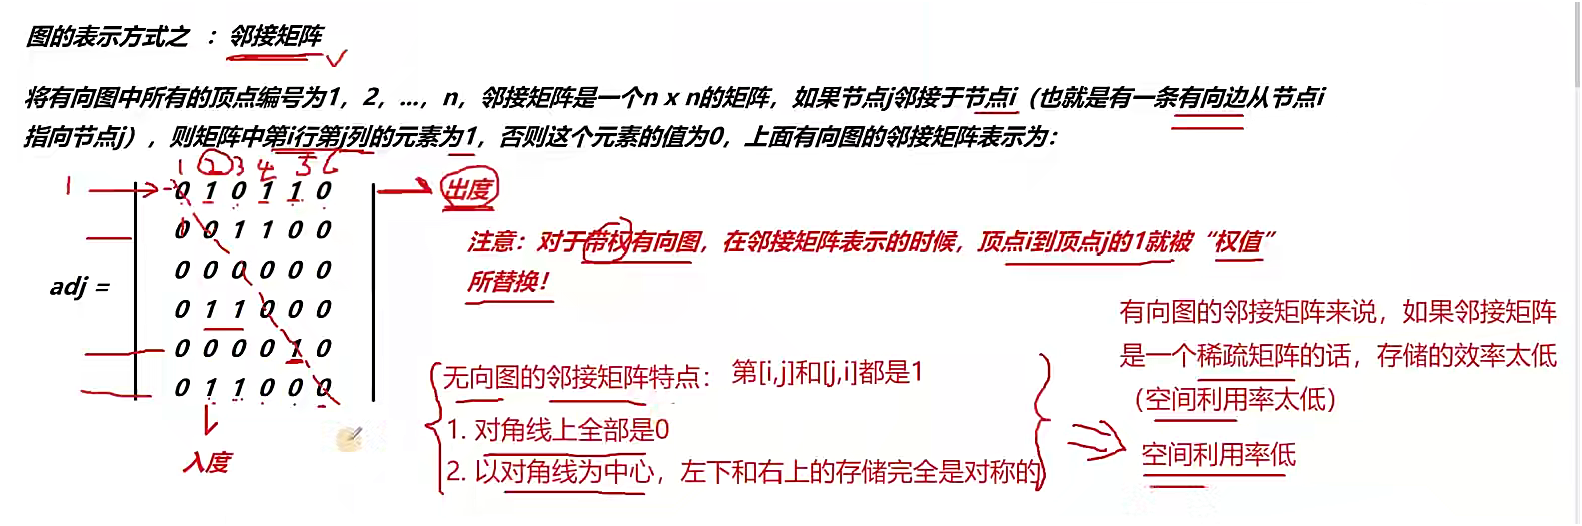 图的表示方式之 ：邻接矩阵
将有向图中所有的顶点编号为1，2，...，n，邻接矩阵是一个n x n的矩阵，如果节点j邻接于节点i（也就是有一条有向边从节点i
指向节点j），则矩阵中第i行第j列的元素为1，否则这个元素的值为0，上面有向图的邻接矩阵表示为：
1 2 3 4 5 6
1
0 1 0 1 1 0
出度
0 0 1 1 0 0
注意：对于带权有向图，在邻接矩阵表示的时候，顶点i到顶点j的1就被“权值”
所替换！
0 0 0 0 0 0
adj =
0 1 1 0 0 0
0 0 0 0 1 0
0 1 1 0 0 0
入度
无向图的邻接矩阵特点： 第[i,j]和[j,i]都是1
1. 对角线上全部是0
2. 以对角线为中心，左下和右上的存储完全是对称的
有向图的邻接矩阵来说，如果邻接矩阵
是一个稀疏矩阵的话，存储的效率太低
（空间利用率太低）
空间利用率低